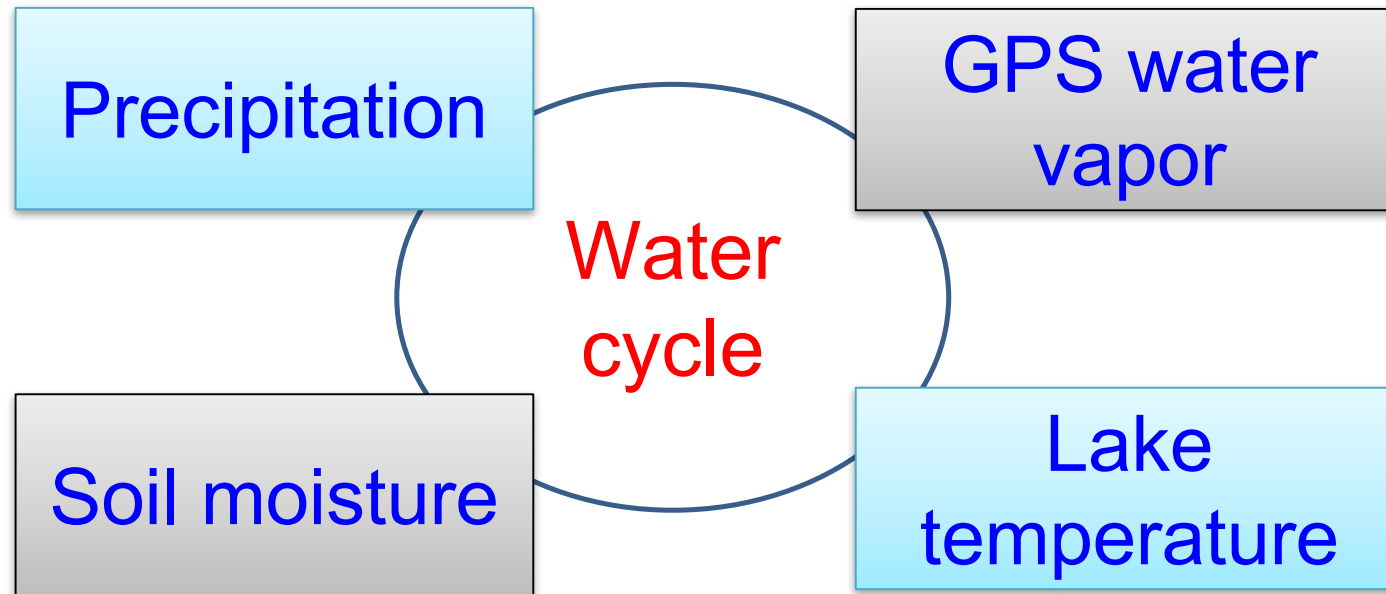 Precipitation
GPS water
vapor
Water
cycle
Soil moisture
Lake
temperature